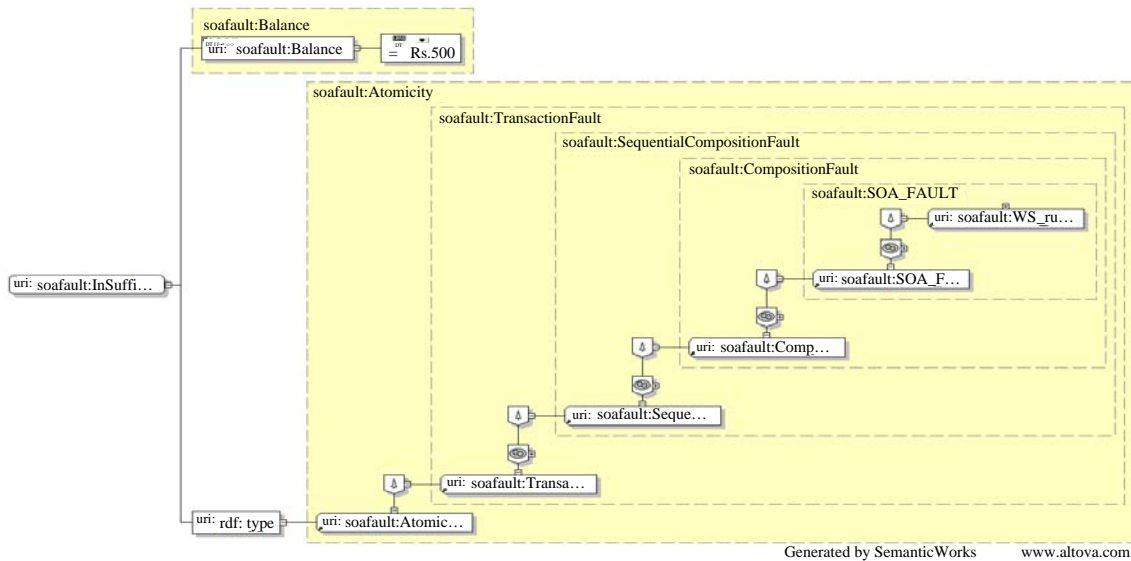 soafault:Balance
uri: soafault:Balance
= Rs.500
soafault:Atomicity
soafault:TransactionFault
soafault:SequentialCompositionFault
soafault:CompositionFault
soafault:SOA_FAULT
uri: soafault:WS_ru...
uri: soafault:InSuffi...
uri: soafault:SOA_F...
uri: soafault:Comp...
uri: soafault:Seque...
uri: soafault:Transa...
uri: rdf: type
uri: soafault:Atomic...
Generated by SemanticWorks www.altova.com